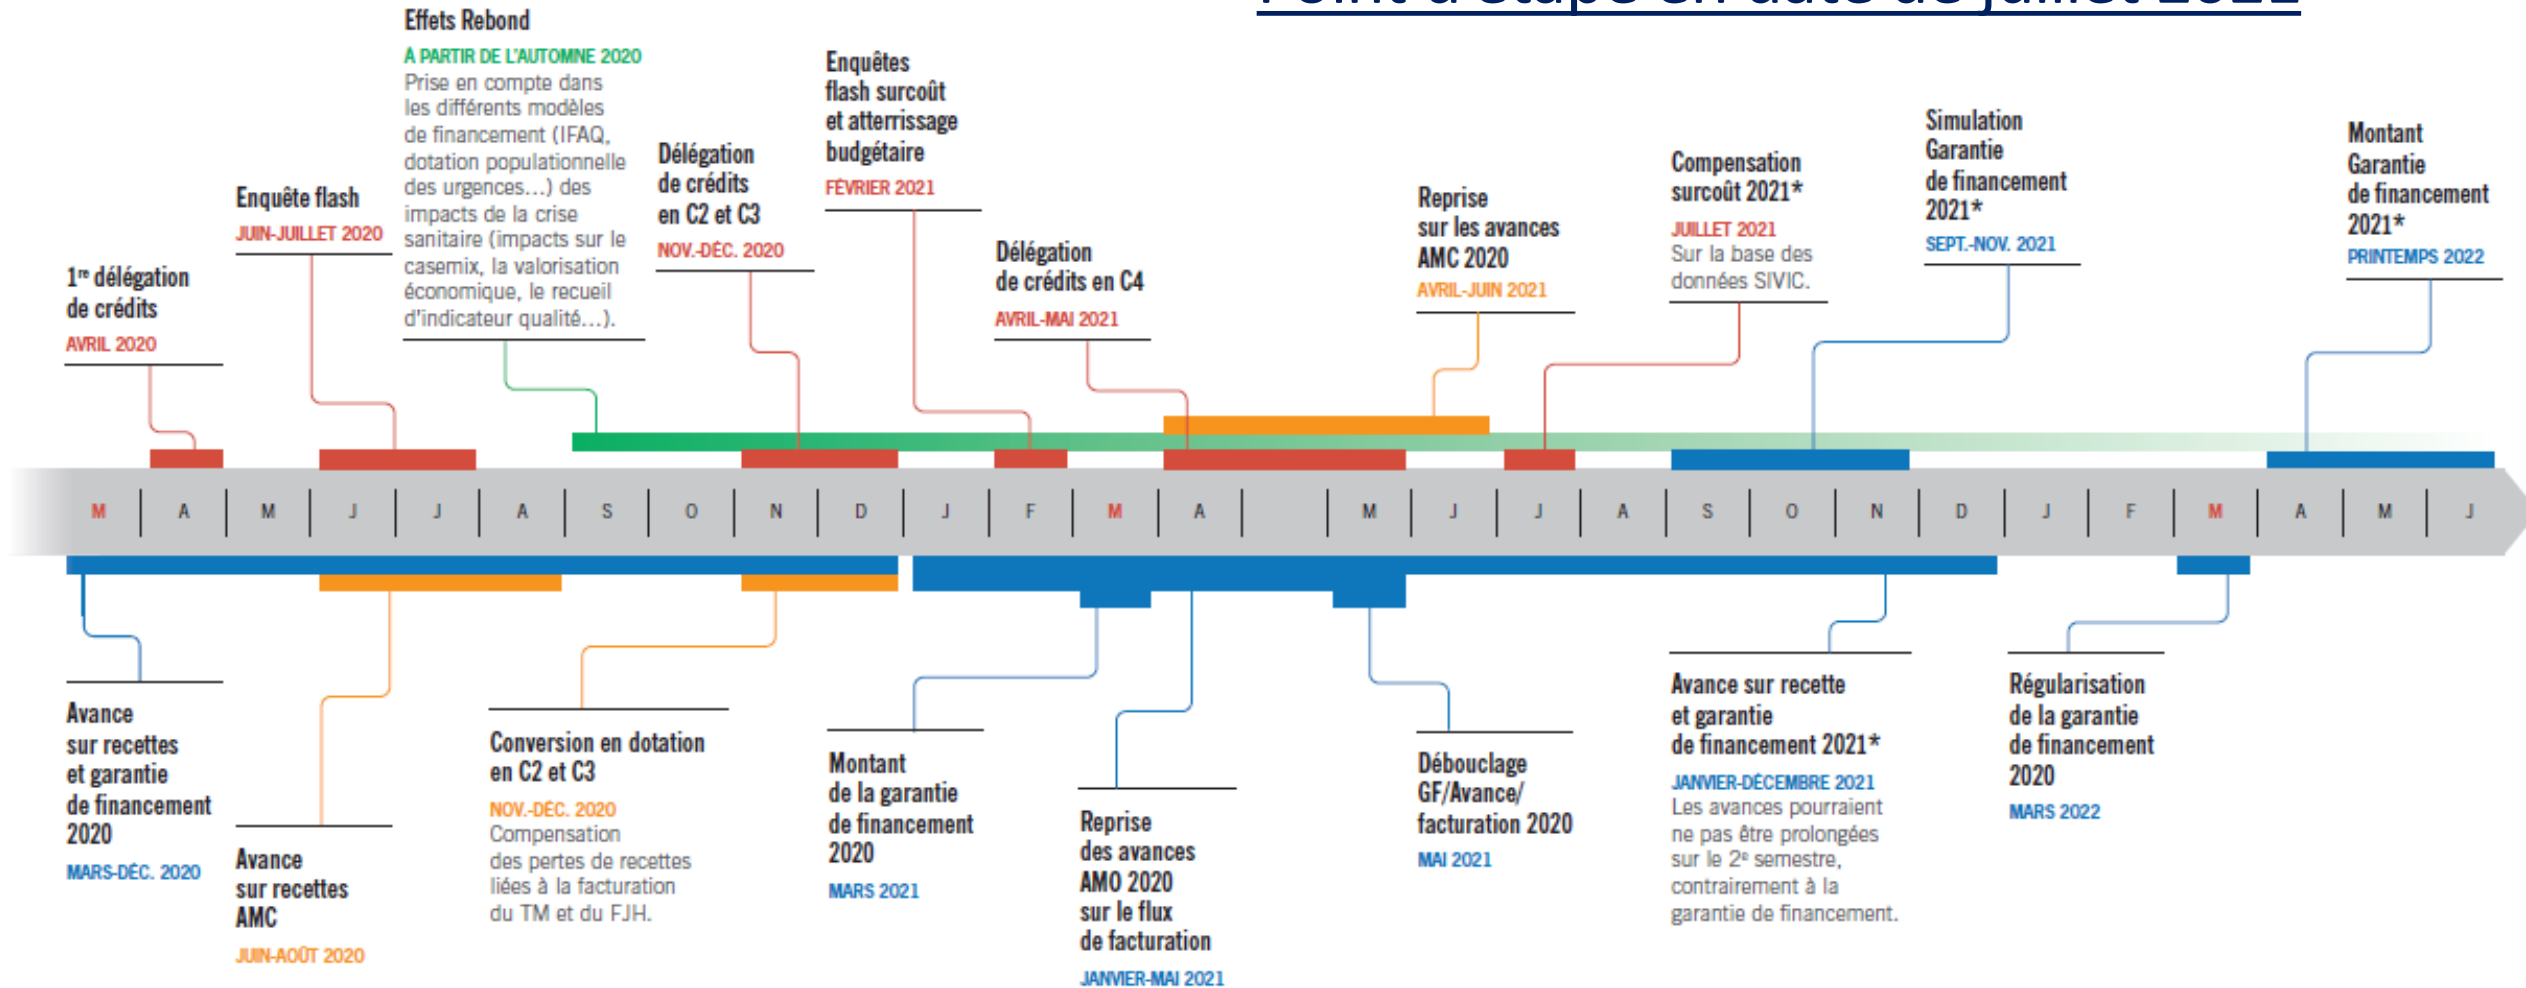 Point d'étape en date de juillet 2021
Effets Rebond
À PARTIR DE L'AUTOMNE 2020
Prise en compte dans
les différents modèles
de financement (IFAQ,
dotation populationnelle
des urgences...) des
impacts de la crise
sanitaire (impacts sur le
casemix, la valorisation
économique, le recueil
d'indicateur qualité...).
1re délégation
de crédits
AVRIL 2020
Enquête flash
JUIN-JUILLET 2020
Délégation
de crédits
en C2 et C3
NOV.-DÉC. 2020
Enquêtes
flash surcoût
et atterrissage
budgétaire
FÉVRIER 2021
Délégation
de crédits en C4
AVRIL-MAI 2021
Reprise
sur les avances
AMC 2020
AVRIL-JUIN 2021
Compensation
surcoût 2021*
JUILLET 2021
Sur la base des
données SIVIC.
Simulation
Garantie
de financement
2021*
SEPT.-NOV. 2021
Montant
Garantie
de financement
2021*
PRINTEMPS 2022
M A M J J A S O N D J F M A M J J A S O N D J F M A M J
Avance
sur recettes
et garantie
de financement
2020
MARS-DÉC. 2020
Avance
sur recettes
AMC
JUIN-AOÛT 2020
Conversion en dotation
en C2 et C3
NOV.-DÉC. 2020
Compensation
des pertes de recettes
liées à la facturation
du TM et du FJH.
Montant
de la garantie
de financement
2020
MARS 2021
Reprise
des avances
AMO 2020
sur le flux
de facturation
JANVIER-MAI 2021
Débouclage
GF/Avance/
facturation 2020
MAI 2021
Avance sur recette
et garantie
de financement 2021*
JANVIER-DÉCEMBRE 2021
Les avances pourraient
ne pas être prolongées
sur le 2e semestre,
contrairement à la
garantie de financement.
Régularisation
de la garantie
de financement
2020
MARS 2022